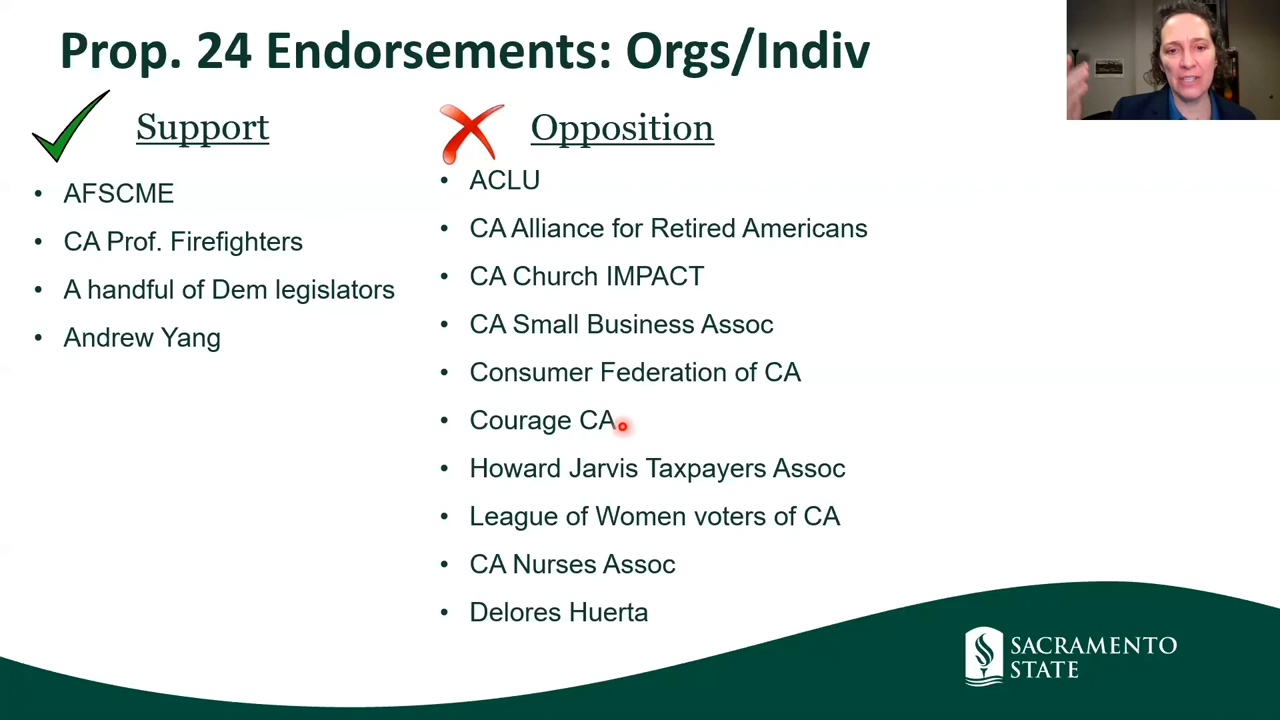 Prop. 24 Endorsements: Orgs/Indiv
Support
• AFSCME
• CA Prof. Firefighters
• A handful of Dem legislators
• Andrew Yang
Opposition
• ACLU
• CA Alliance for Retired Americans
• CA Church IMPACT
• CA Small Business Assoc
• Consumer Federation of CA
• Courage CA
• Howard Jarvis Taxpayers Assoc
• League of Women voters of CA
• CA Nurses Assoc
• Delores Huerta
SACRAMENTO
STATE